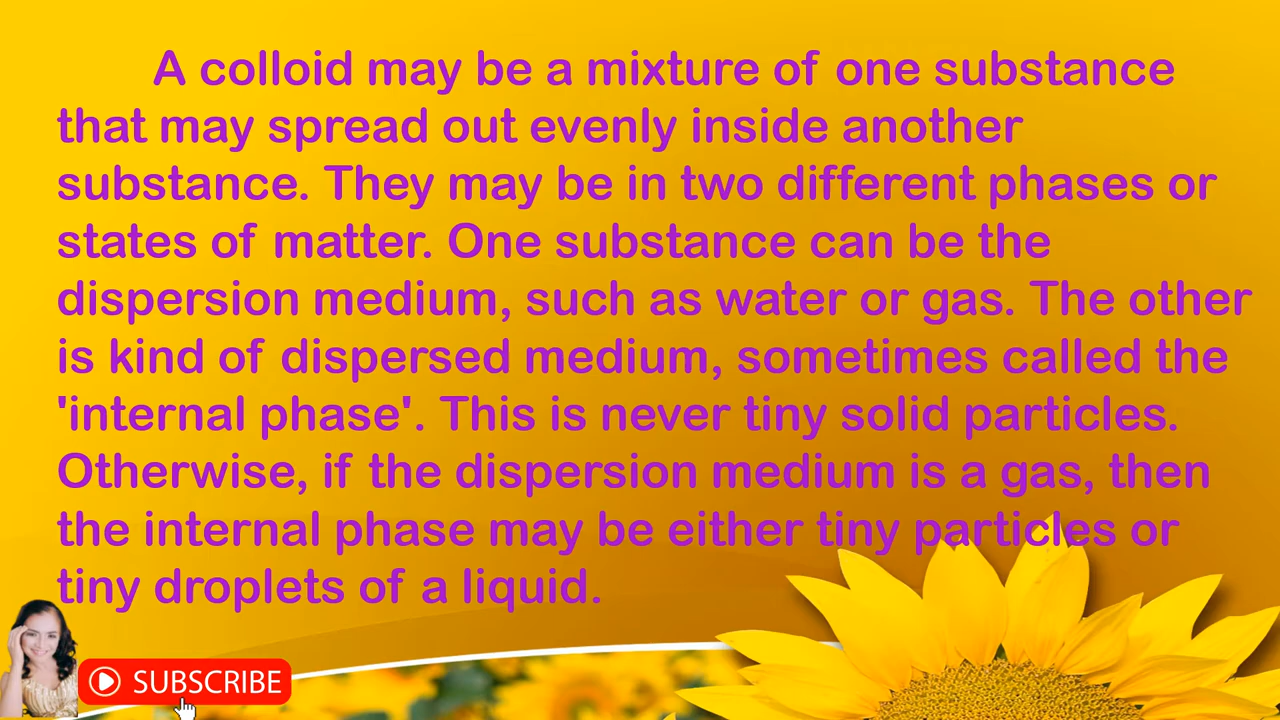 A colloid may be a mixture of one substance
that may spread out evenly inside another
substance. They may be in two different phases or
states of matter. One substance can be the
dispersion medium, such as water or gas. The other
is kind of dispersed medium, sometimes called the
'internal phase'. This is never tiny solid particles.
Otherwise, if the dispersion medium is a gas, then
the internal phase may be either tiny particles or
tiny droplets of a liquid.
SUBSCRIBE